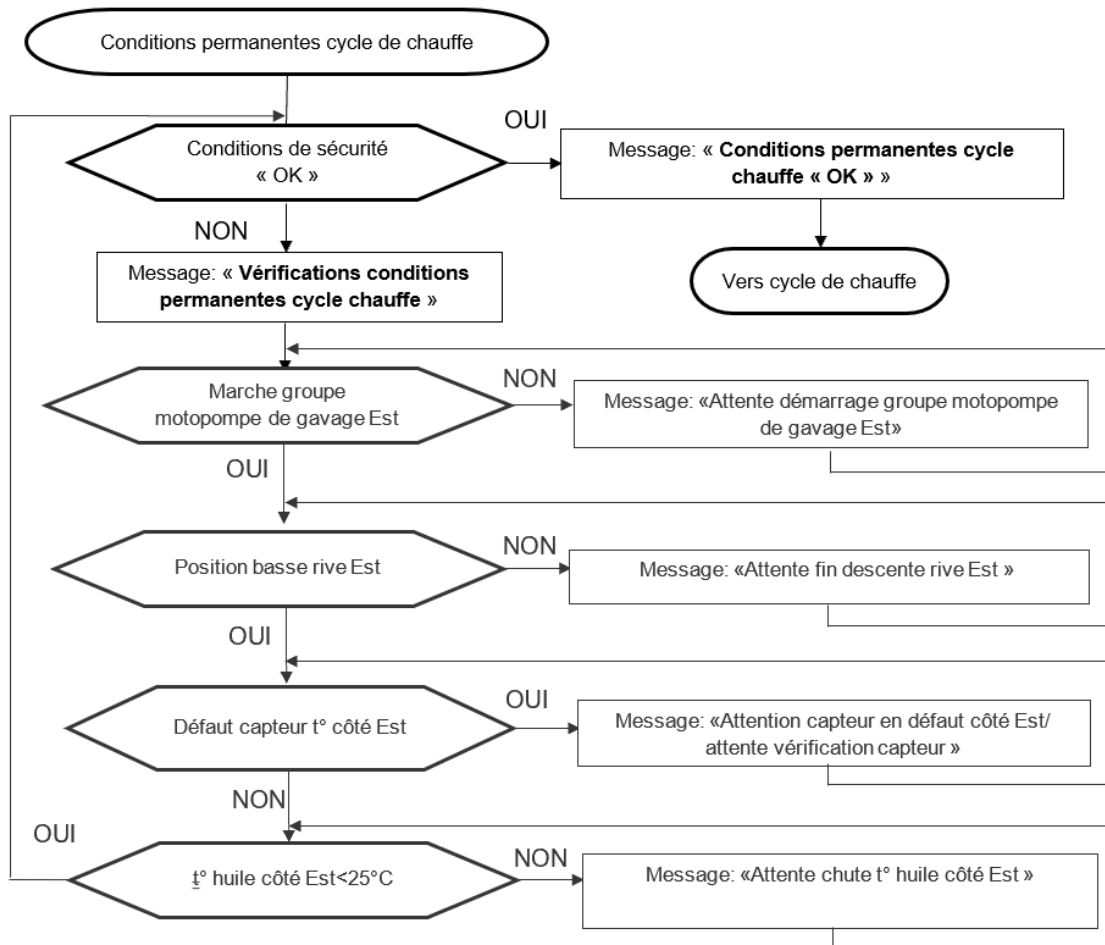 Conditions permanentes cycle de chauffe
Conditions de sécurité
« OK »
OUI
Message: « Conditions permanentes cycle
chauffe « OK » »
NON
Message: « Vérifications conditions
permanentes cycle chauffe »
Vers cycle de chauffe
Marche groupe
motopompe de gavage Est
NON
Message: «Attente démarrage groupe motopompe
de gavage Est»
OUI
Position basse rive Est
NON
Message: «Attente fin descente rive Est »
OUI
Défaut capteur t° côté Est
OUI
Message: «Attention capteur en défaut côté Est/
attente vérification capteur »
NON
OUI
t° huile côté Est<25°C
NON
Message: «Attente chute t° huile côté Est »